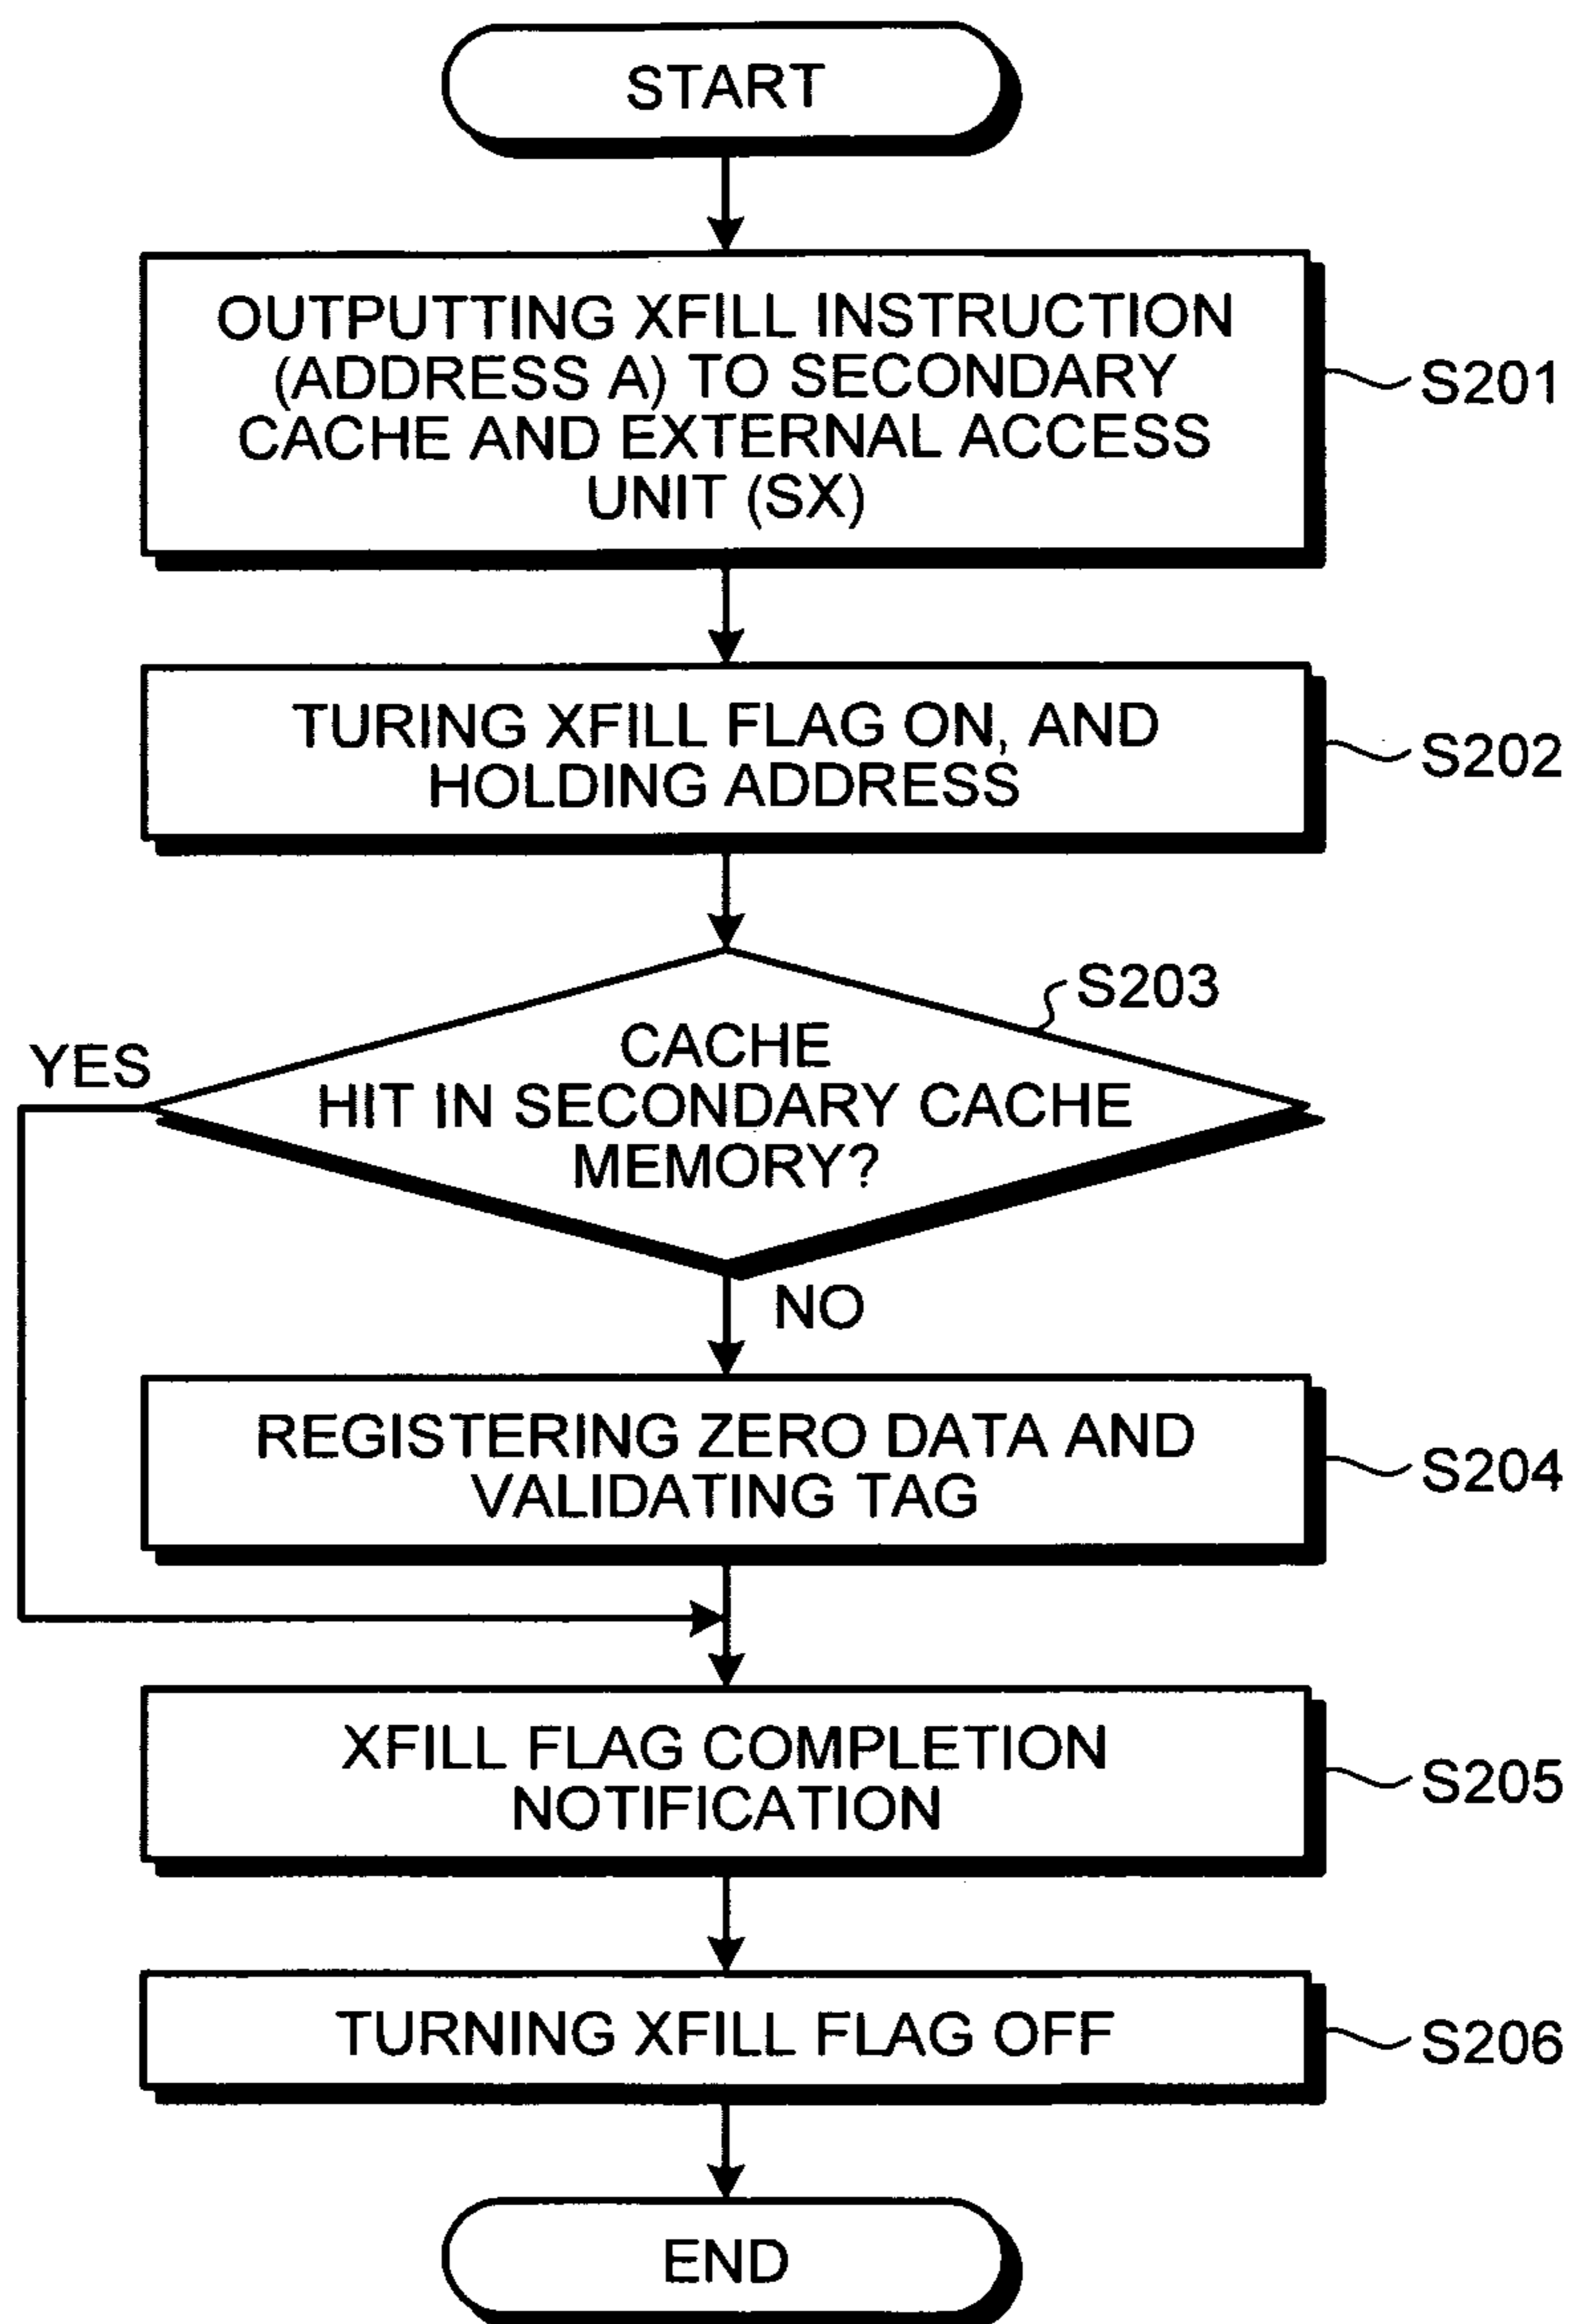 START
OUTPUTTING XFILL INSTRUCTION
(ADDRESS A) TO SECONDARY
CACHE AND EXTERNAL ACCESS
UNIT (SX)
S201
TURING XFILL FLAG ON, AND
HOLDING ADDRESS
S202
S203
CACHE
HIT IN SECONDARY CACHE
MEMORY?
YES
NO
REGISTERING ZERO DATA AND
VALIDATING TAG
S204
XFILL FLAG COMPLETION
NOTIFICATION
S205
TURNING XFILL FLAG OFF
S206
END